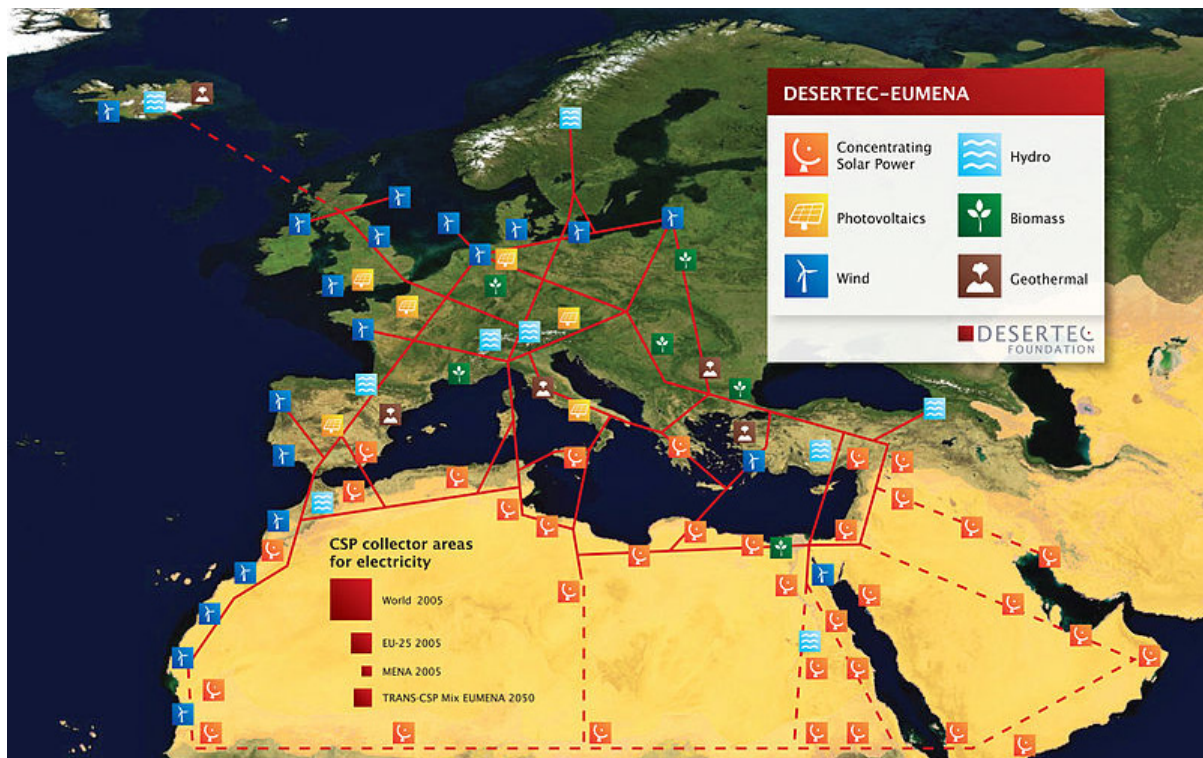 DESERTEC-EUMENA
Concentrating
Solar Power
Hydro
Photovoltaics
Biomass
Wind
Geothermal
DESERTEC
FOUNDATION
CSP collector areas
for electricity
World 2005
EU-25 2005
MENA 2005
TRANS-CSP Mix EUMENA 2050